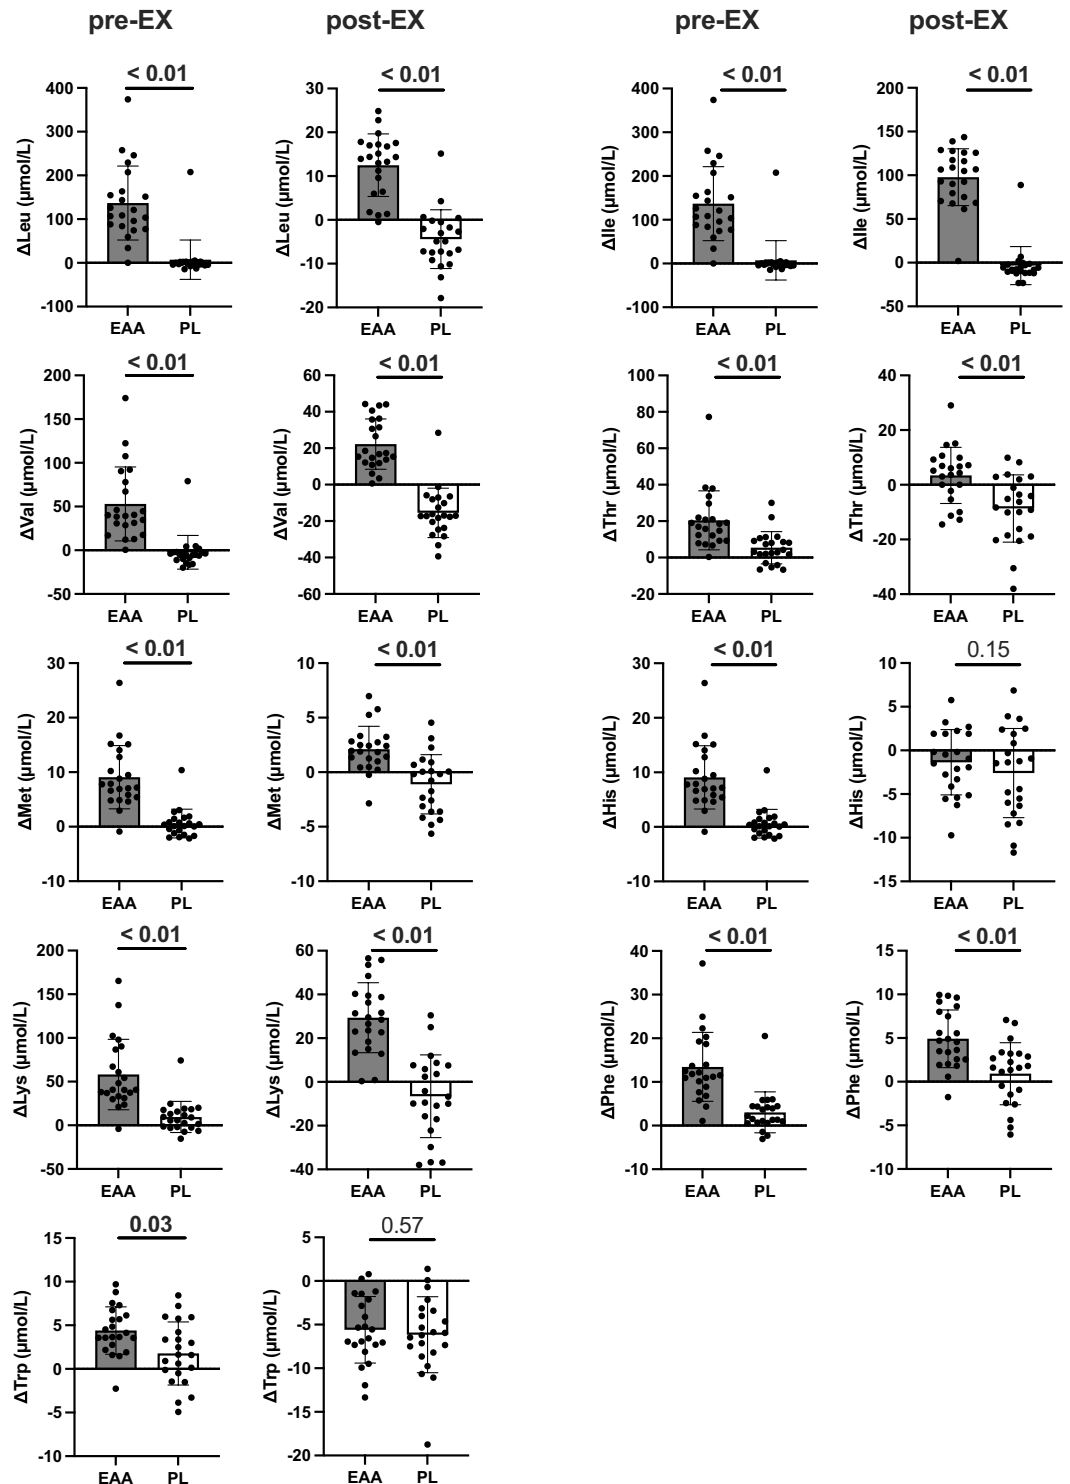 pre-EX post-EX pre-EX post-EX
< 0.01 < 0.01 < 0.01 < 0.01
ΔLeu (μmol/L) 400 300 200 100 0 -100 EAA PL
ΔLeu (μmol/L) 30 20 10 0 -10 -20 EAA PL
ΔIle (μmol/L) 400 300 200 100 0 -100 EAA PL
ΔIle (μmol/L) 200 150 100 50 0 -50 EAA PL
< 0.01 < 0.01 < 0.01 < 0.01
ΔVal (μmol/L) 200 150 100 50 0 -50 EAA PL
ΔVal (μmol/L) 60 40 20 0 -20 -40 -60 EAA PL
ΔThr (μmol/L) 100 80 60 40 20 0 -20 EAA PL
ΔThr (μmol/L) 40 20 0 -20 -40 EAA PL
< 0.01 < 0.01 < 0.01 0.15
ΔMet (μmol/L) 30 20 10 0 -10 EAA PL
ΔMet (μmol/L) 10 5 0 -5 -10 EAA PL
ΔHis (μmol/L) 30 20 10 0 -10 EAA PL
ΔHis (μmol/L) 10 5 0 -5 -10 -15 EAA PL
< 0.01 < 0.01 < 0.01 < 0.01
ΔLys (μmol/L) 200 150 100 50 0 -50 EAA PL
ΔLys (μmol/L) 60 40 20 0 -20 -40 EAA PL
ΔPhe (μmol/L) 40 30 20 10 0 -10 EAA PL
ΔPhe (μmol/L) 15 10 5 0 -5 -10 EAA PL
0.03 0.57
ΔTrp (μmol/L) 15 10 5 0 -5 -10 EAA PL
ΔTrp (μmol/L) 5 0 -5 -10 -15 -20 EAA PL